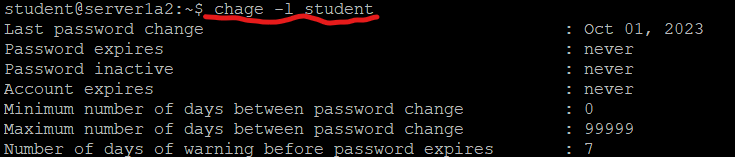 student@server1a2:~$ chage -l student
Last password change : Oct 01, 2023
Password expires : never
Password inactive : never
Account expires : never
Minimum number of days between password change : 0
Maximum number of days between password change : 99999
Number of days of warning before password expires : 7